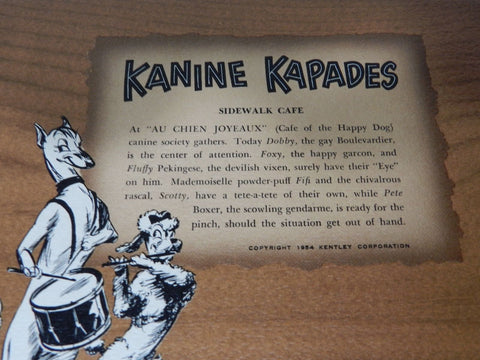 KANINE KAPADES
SIDEWALK CAFE
At "AU CHIEN JOYEAUX" (Cafe of the Happy Dog)
canine society gathers. Today Dobby, the gay Boulevardier,
is the center of attention. Foxy, the happy garcon, and
Fluffy Pekingese, the devilish vixen, surely have their "Eye"
on him. Mademoiselle powder-puff Fifi and the chivalrous
rascal, Scotty, have a tete-a-tete of their own, while Pete
Boxer, the scowling gendarme, is ready for the
pinch, should the situation get out of hand.
COPYRIGHT 1954 KENTLEY CORPORATION